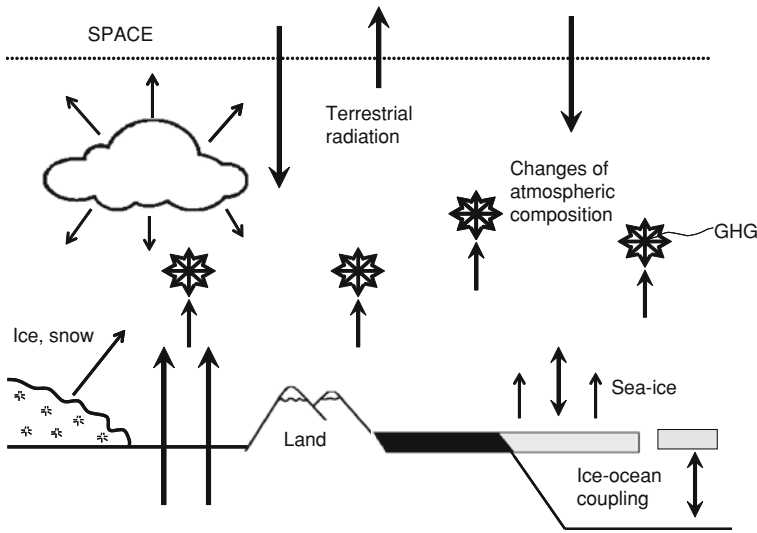 SPACE
Terrestrial
radiation
Changes of
atmospheric
composition
GHG
Ice, snow
Sea-ice
Land
Ice-ocean
coupling